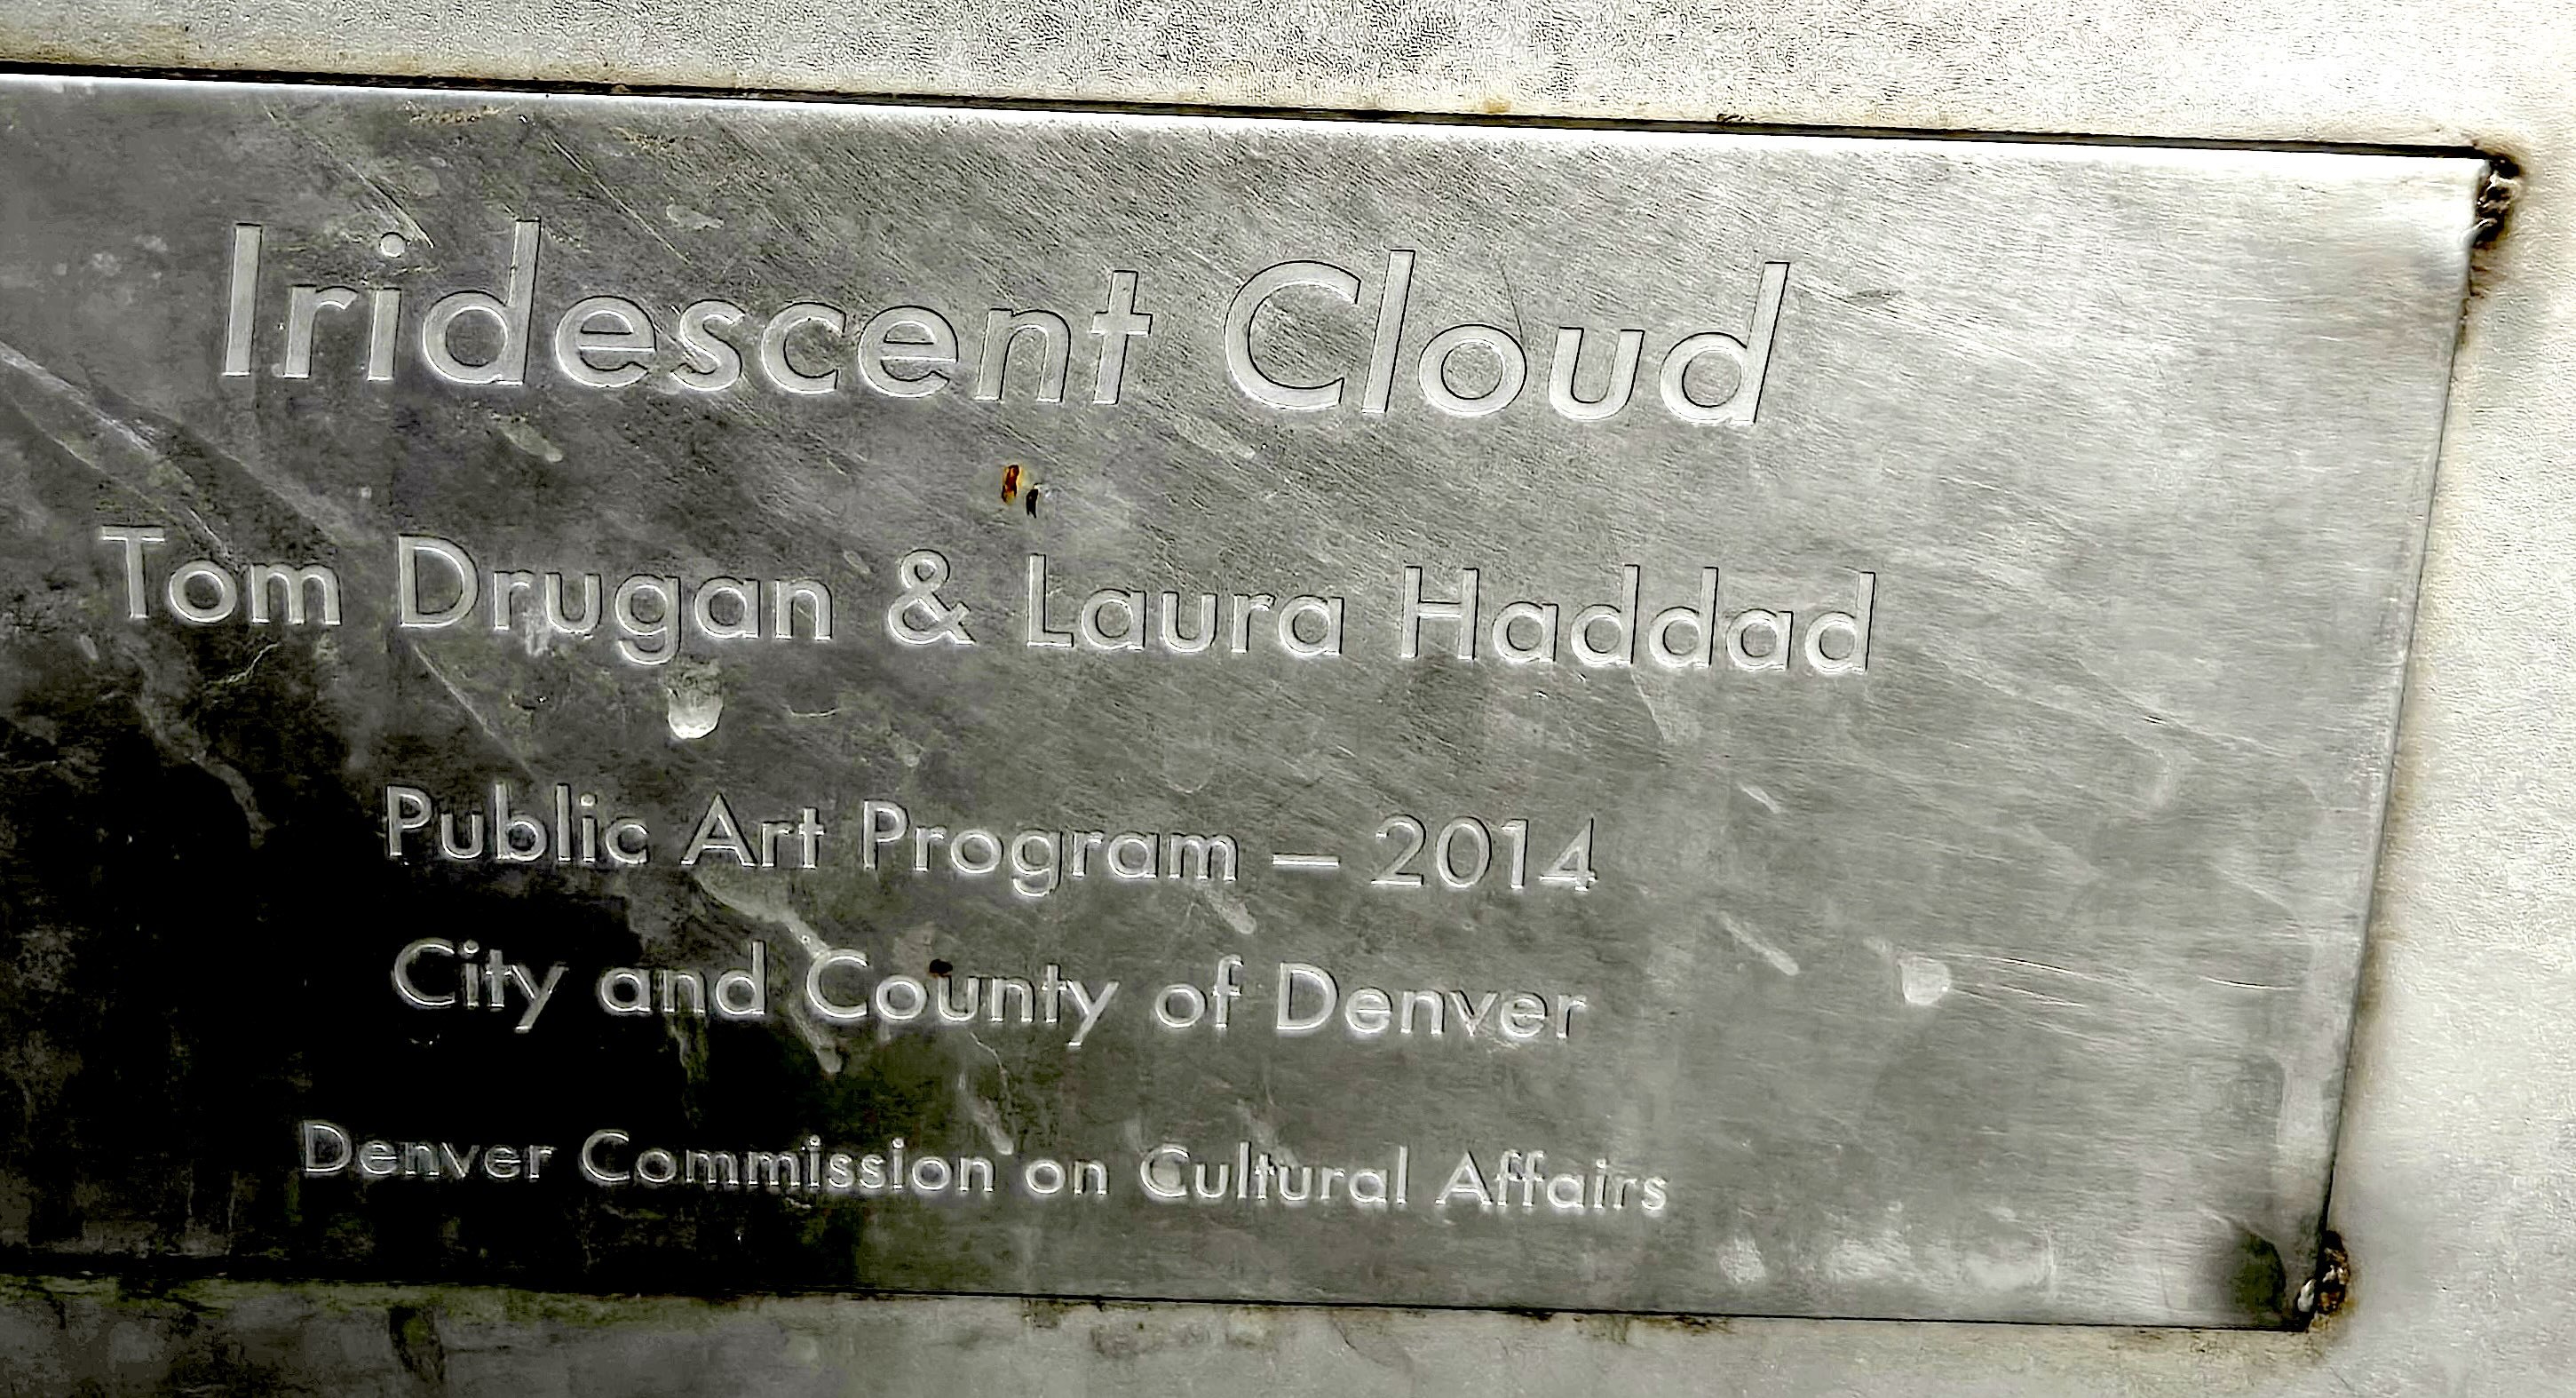 Iridescent Cloud
Tom Drugan & Laura Haddad
Public Art Program – 2014
City and County of Denver
Denver Commission on Cultural Affairs